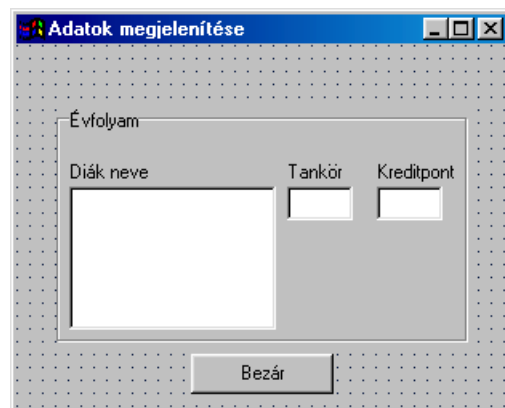 Adatok megjelenítése
Évfolyam
Diák neve Tankör Kreditpont
Bezár